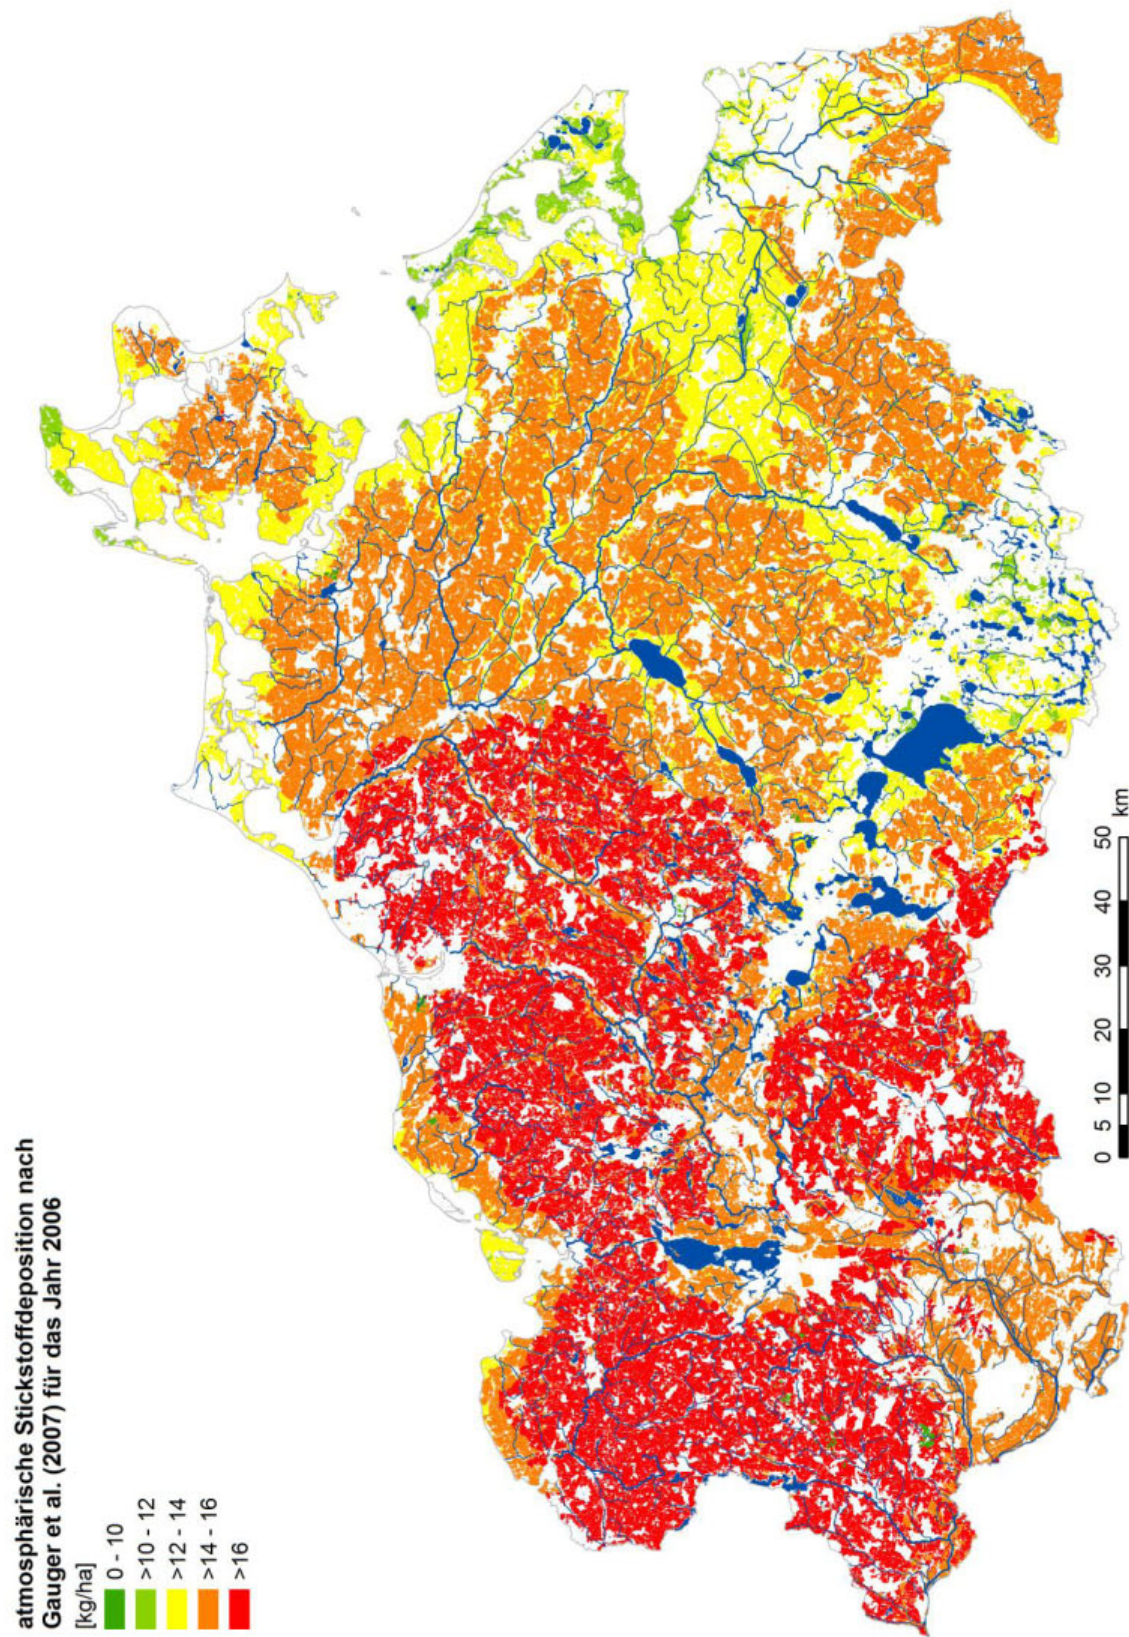 atmosphärische Stickstoffdeposition nach
Gauger et al. (2007) für das Jahr 2006
[kg/ha]
0 - 10
>10 - 12
>12 - 14
>14 - 16
>16
0 5 10 20 30 40 50
km